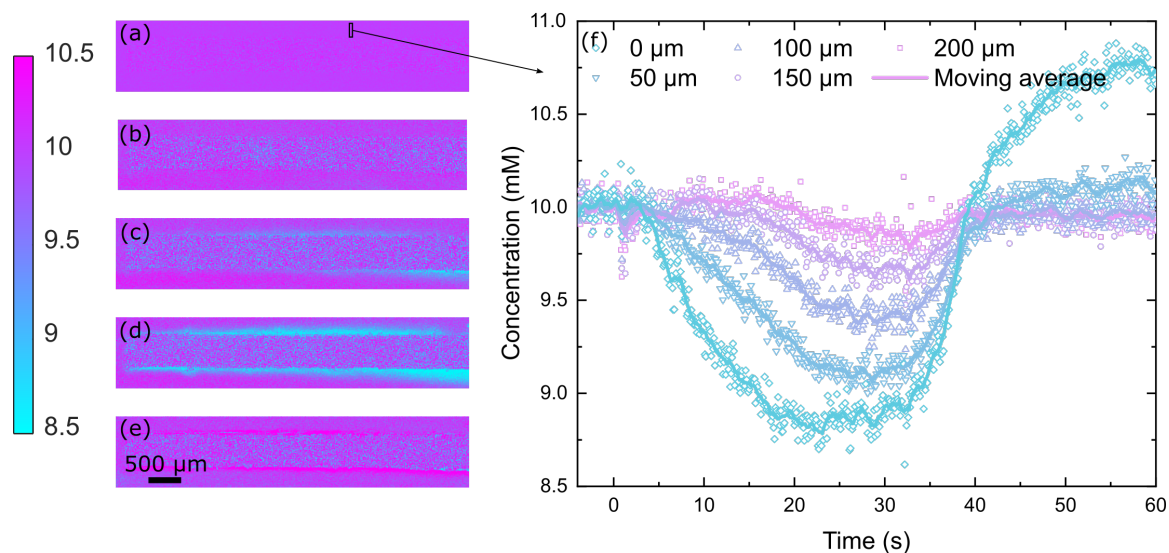 (a)
(b)
(c)
(d)
(e)
500 µm
10.5
10
9.5
9
8.5
(f)
0 µm 100 µm 200 µm
50 µm 150 µm Moving average
11.0
10.5
10.0
9.5
9.0
8.5
Concentration (mM)
0 10 20 30 40 50 60
Time (s)